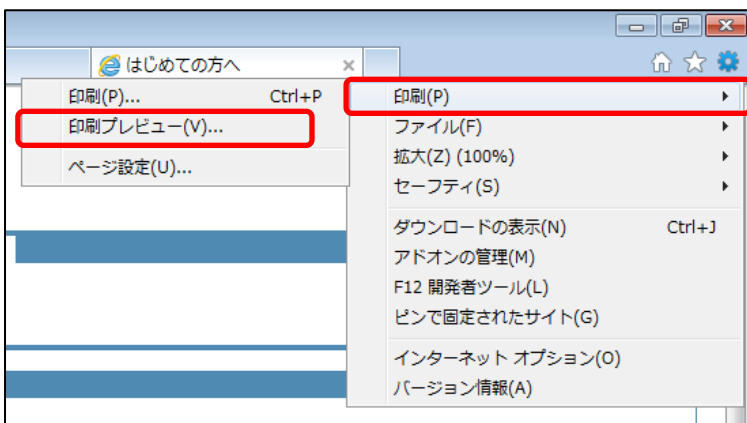 はじめての方へ
印刷(P)... Ctrl+P
印刷プレビュー(V)...
ページ設定(U)...
印刷(P)
ファイル(F)
拡大(Z) (100%)
セーフティ(S)
ダウンロードの表示(N) Ctrl+J
アドオンの管理(M)
F12 開発者ツール(L)
ピンで固定されたサイト(G)
インターネット オプション(O)
バージョン情報(A)